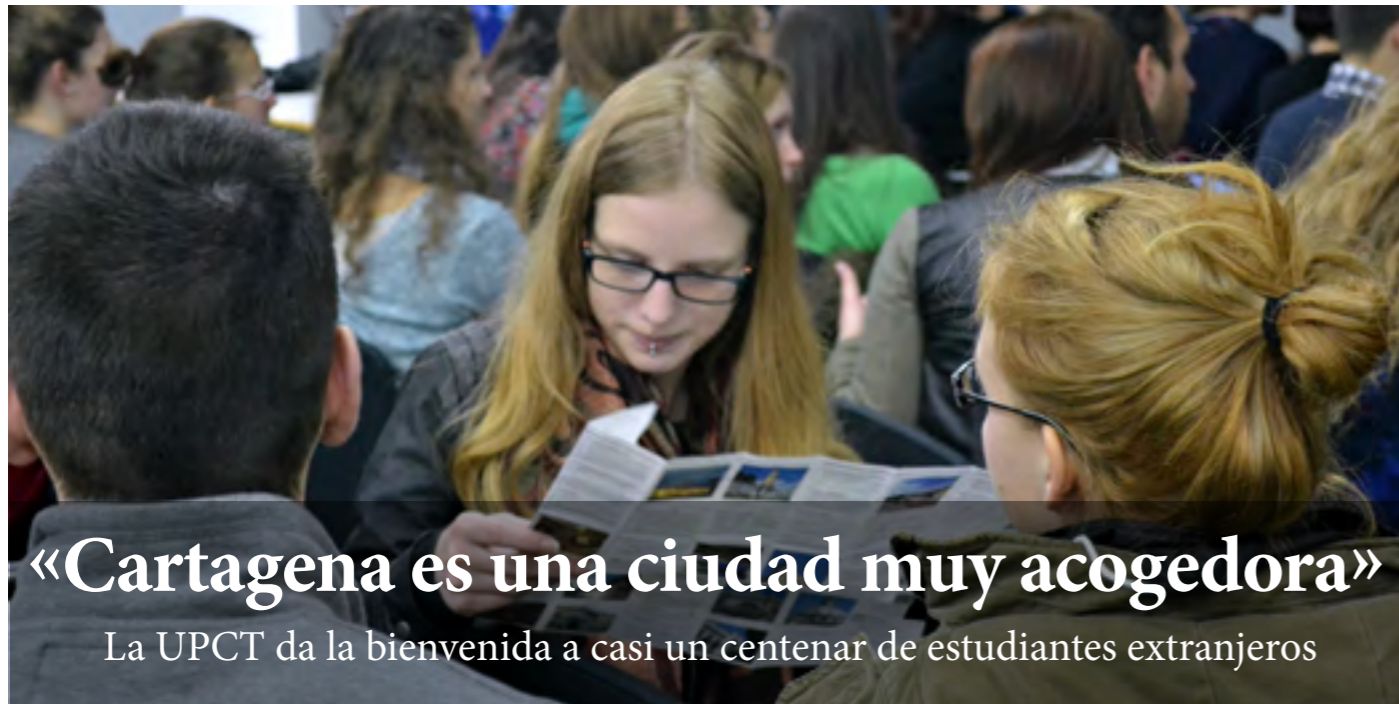 «Cartagena es una ciudad muy acogedora»
La UPCT da la bienvenida a casi un centenar de estudiantes extranjeros